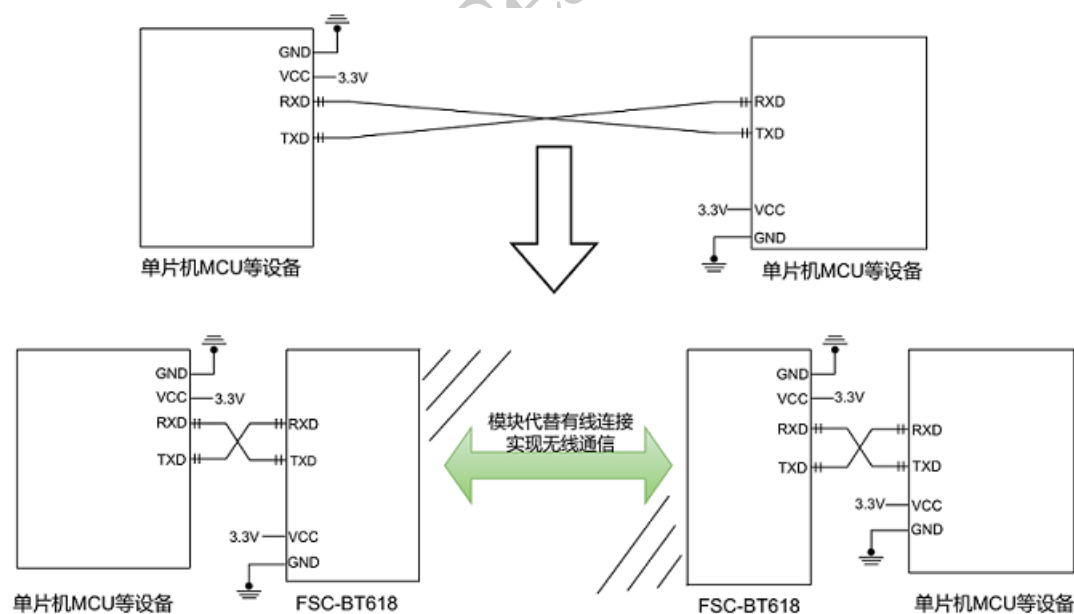 GND
VCC
3.3V
RXD
TXD
RXD
TXD
3.3V
VCC
GND
单片机MCU等设备
单片机MCU等设备
GND
VCC
3.3V
RXD
TXD
RXD
TXD
3.3V
VCC
GND
单片机MCU等设备
FSC-BT618
模块代替有线连接
实现无线通信
GND
VCC
3.3V
RXD
TXD
RXD
TXD
3.3V
VCC
GND
FSC-BT618
单片机MCU等设备